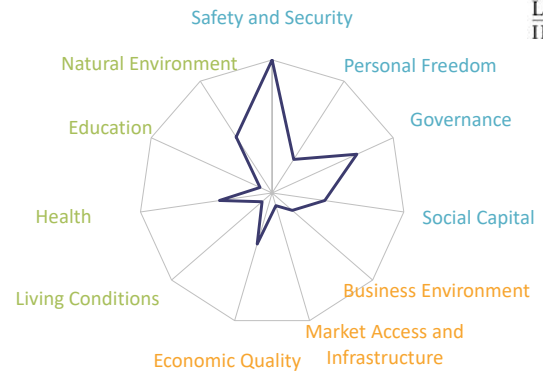 Safety and Security
Natural Environment
Personal Freedom
Education
Governance
Health
Social Capital
Living Conditions
Business Environment
Economic Quality
Market Access and
Infrastructure